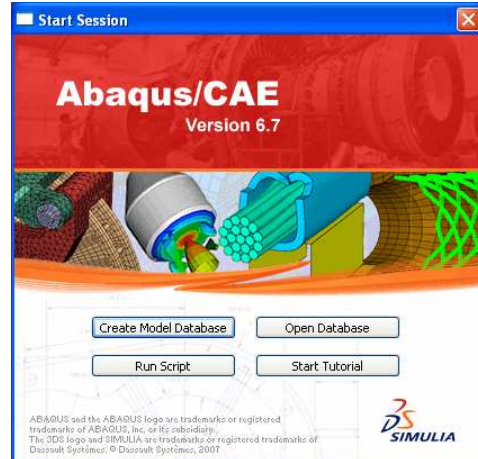 Start Session
Abaqus/CAE
Version 6.7
Create Model Database
Open Database
Run Script
Start Tutorial
ABAQUS and the ABAQUS logo are trademarks or registered
trademarks of ABAQUS, Inc. or its subsidiary.
The 3DS logo and SIMULIA are trademarks or registered trademarks of
Dassault Systèmes. © Dassault Systèmes, 2007
SIMULIA